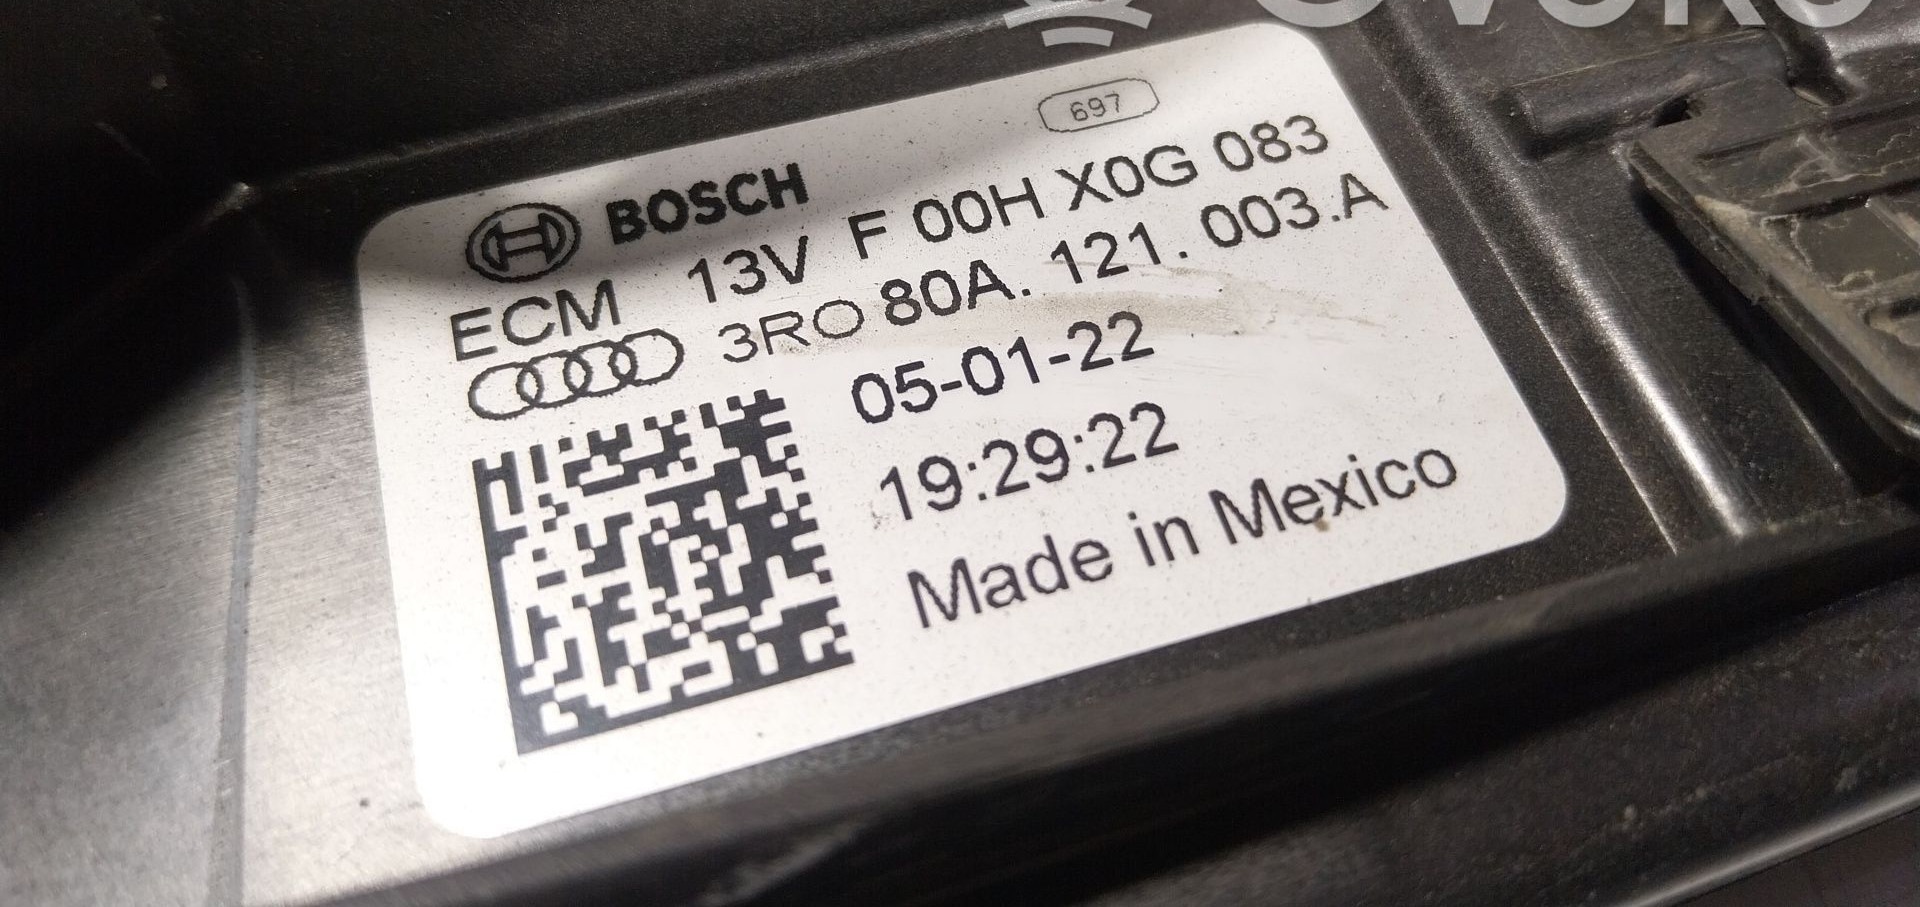 697
BOSCH
ECM 13V F 00H X0G 083
3RO 80A. 121. 003.A
05-01-22
19:29:22
Made in Mexico